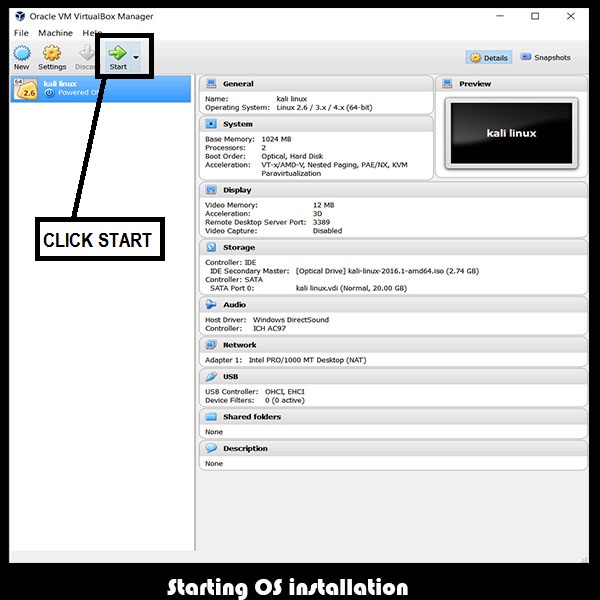 Oracle VM VirtualBox Manager
File Machine Help
New Settings Start
Details Snapshots
64
2.6
kali linux
Powered
CLICK START
General
Name: kali linux
Operating System: Linux 2.6 / 3.x / 4.x (64-bit)
Preview
kali linux
System
Base Memory: 1024 MB
Processors: 2
Boot Order: Optical, Hard Disk
Acceleration: VT-x/AMD-V, Nested Paging, PAE/NX, KVM
Paravirtualization
Display
Video Memory: 12 MB
Acceleration: 3D
Remote Desktop Server Port: 3389
Video Capture: Disabled
Storage
Controller: IDE
IDE Secondary Master: [Optical Drive] kali-linux-2016.1-amd64.iso (2.74 GB)
Controller: SATA
SATA Port 0: kali linux.vdi (Normal, 20.00 GB)
Audio
Host Driver: Windows DirectSound
Controller: ICH AC97
Network
Adapter 1: Intel PRO/1000 MT Desktop (NAT)
USB
USB Controller: OHCI, EHCI
Device Filters: 0 (0 active)
Shared folders
None
Description
None
Starting OS installation